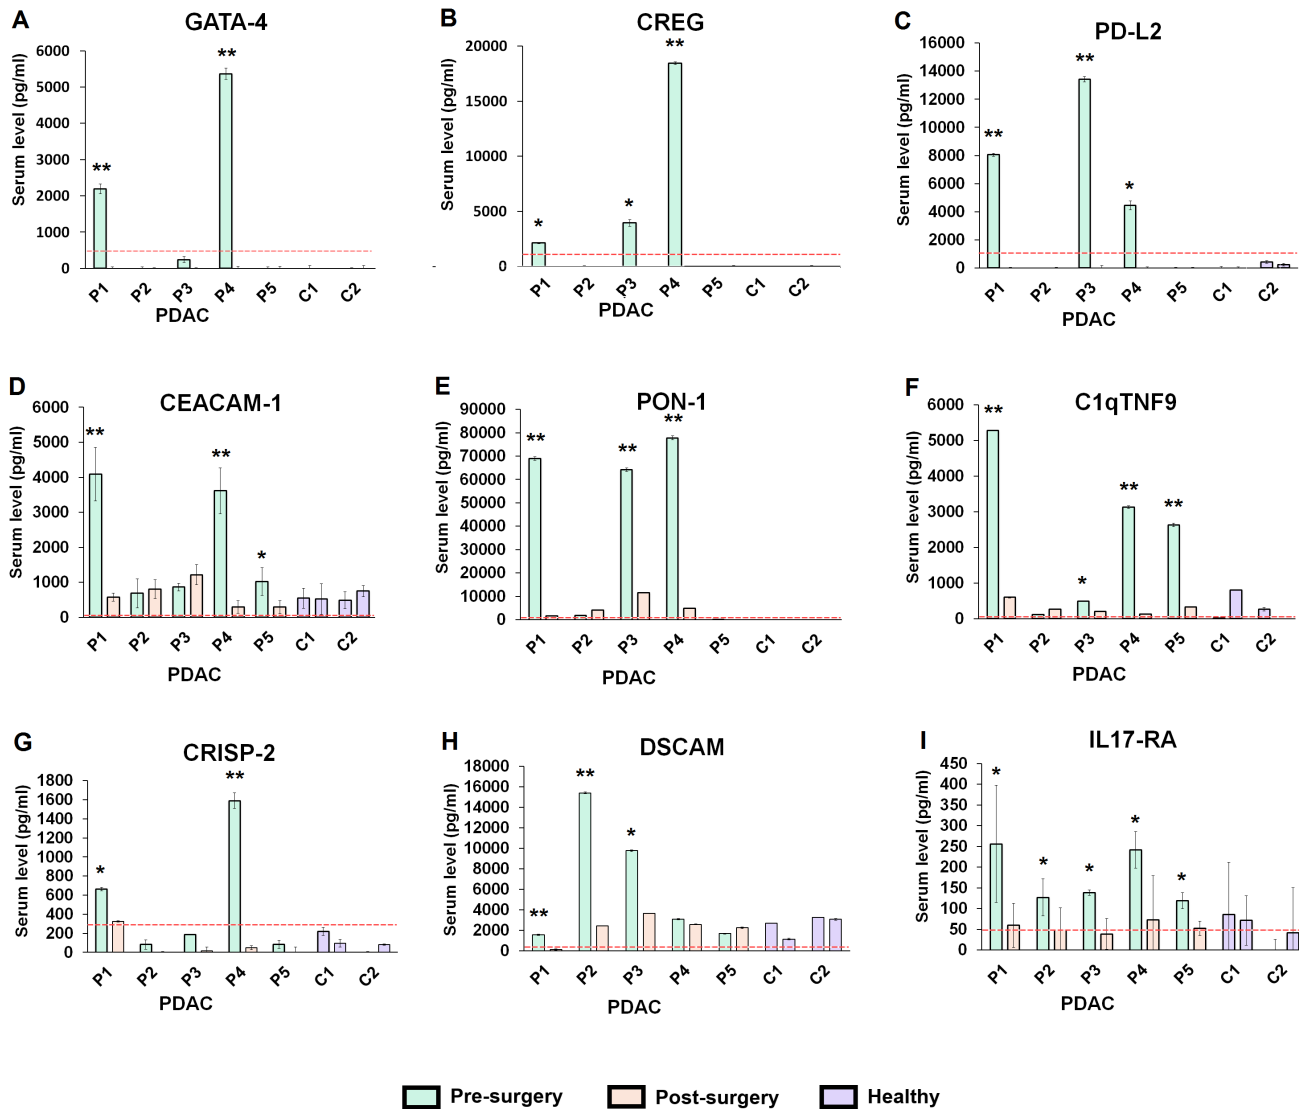 A
GATA-4
Serum level (pg/ml)
6000
5000
4000
3000
2000
1000
0
**
**
P1 P2 P3 P4 P5 C1 C2
PDAC
B
CREG
Serum level (pg/ml)
20000
15000
10000
5000
0
*
*
**
P1 P2 P3 P4 P5 C1 C2
PDAC
C
PD-L2
Serum level (pg/ml)
16000
14000
12000
10000
8000
6000
4000
2000
0
**
**
*
P1 P2 P3 P4 P5 C1 C2
PDAC
D
CEACAM-1
Serum level (pg/ml)
6000
5000
4000
3000
2000
1000
0
**
**
*
P1 P2 P3 P4 P5 C1 C2
PDAC
E
PON-1
Serum level (pg/ml)
90000
80000
70000
60000
50000
40000
30000
20000
10000
0
**
**
**
P1 P2 P3 P4 P5 C1 C2
PDAC
F
C1qTNF9
Serum level (pg/ml)
6000
5000
4000
3000
2000
1000
0
**
*
**
**
P1 P2 P3 P4 P5 C1 C2
PDAC
G
CRISP-2
Serum level (pg/ml)
1800
1600
1400
1200
1000
800
600
400
200
0
*
**
P1 P2 P3 P4 P5 C1 C2
PDAC
H
DSCAM
Serum level (pg/ml)
18000
16000
14000
12000
10000
8000
6000
4000
2000
0
**
**
*
P1 P2 P3 P4 P5 C1 C2
PDAC
I
IL17-RA
Serum level (pg/ml)
450
400
350
300
250
200
150
100
50
0
*
*
*
*
*
P1 P2 P3 P4 P5 C1 C2
PDAC
Pre-surgery Post-surgery Healthy